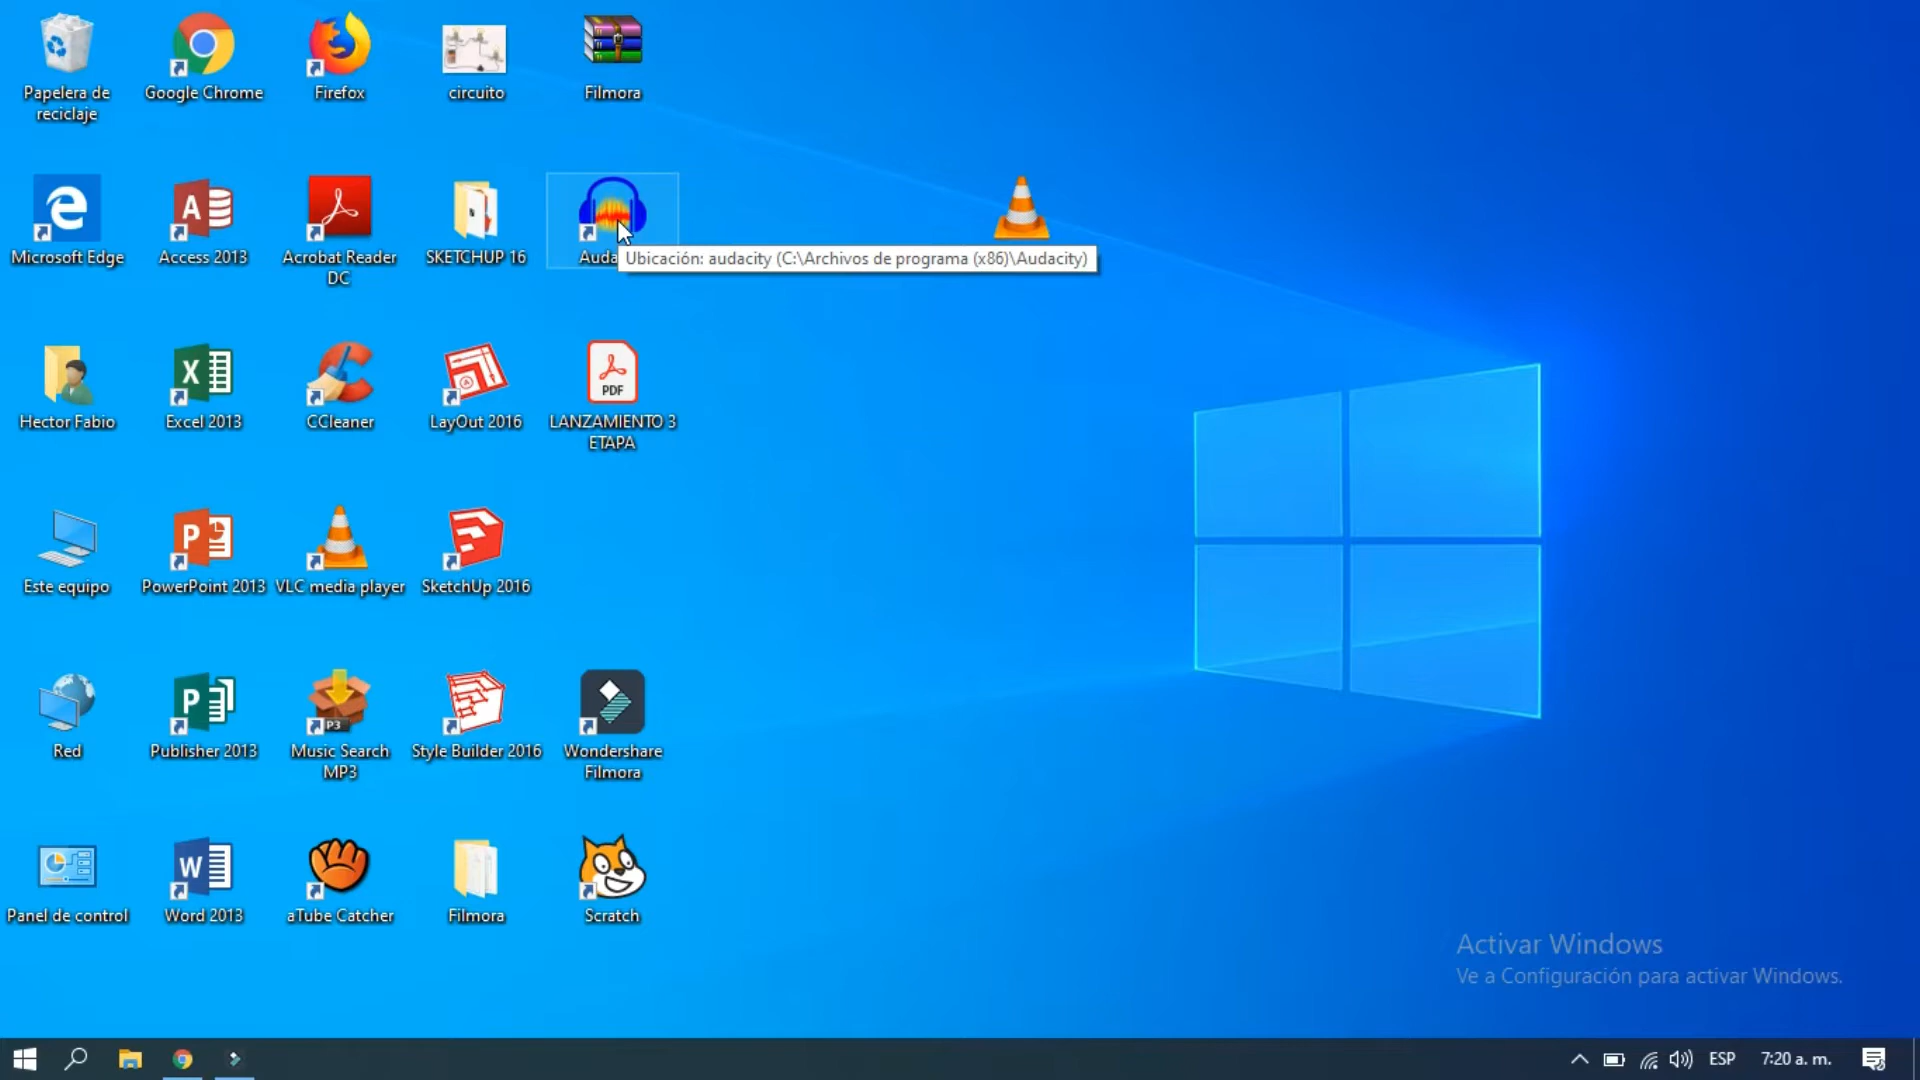 Papelera de
reciclaje
Google Chrome
Firefox
circuito
Filmora
Microsoft Edge
Access 2013
Acrobat Reader
DC
SKETCHUP 16
Auda
Ubicación: audacity (C:\Archivos de programa (x86)\Audacity)
Hector Fabio
Excel 2013
CCleaner
LayOut 2016
PDF
LANZAMIENTO 3
ETAPA
Este equipo
PowerPoint 2013
VLC media player
SketchUp 2016
Red
Publisher 2013
P3
Music Search
MP3
Style Builder 2016
Wondershare
Filmora
Panel de control
Word 2013
aTube Catcher
Filmora
Scratch
Activar Windows
Ve a Configuración para activar Windows.
ESP
7:20 a. m.